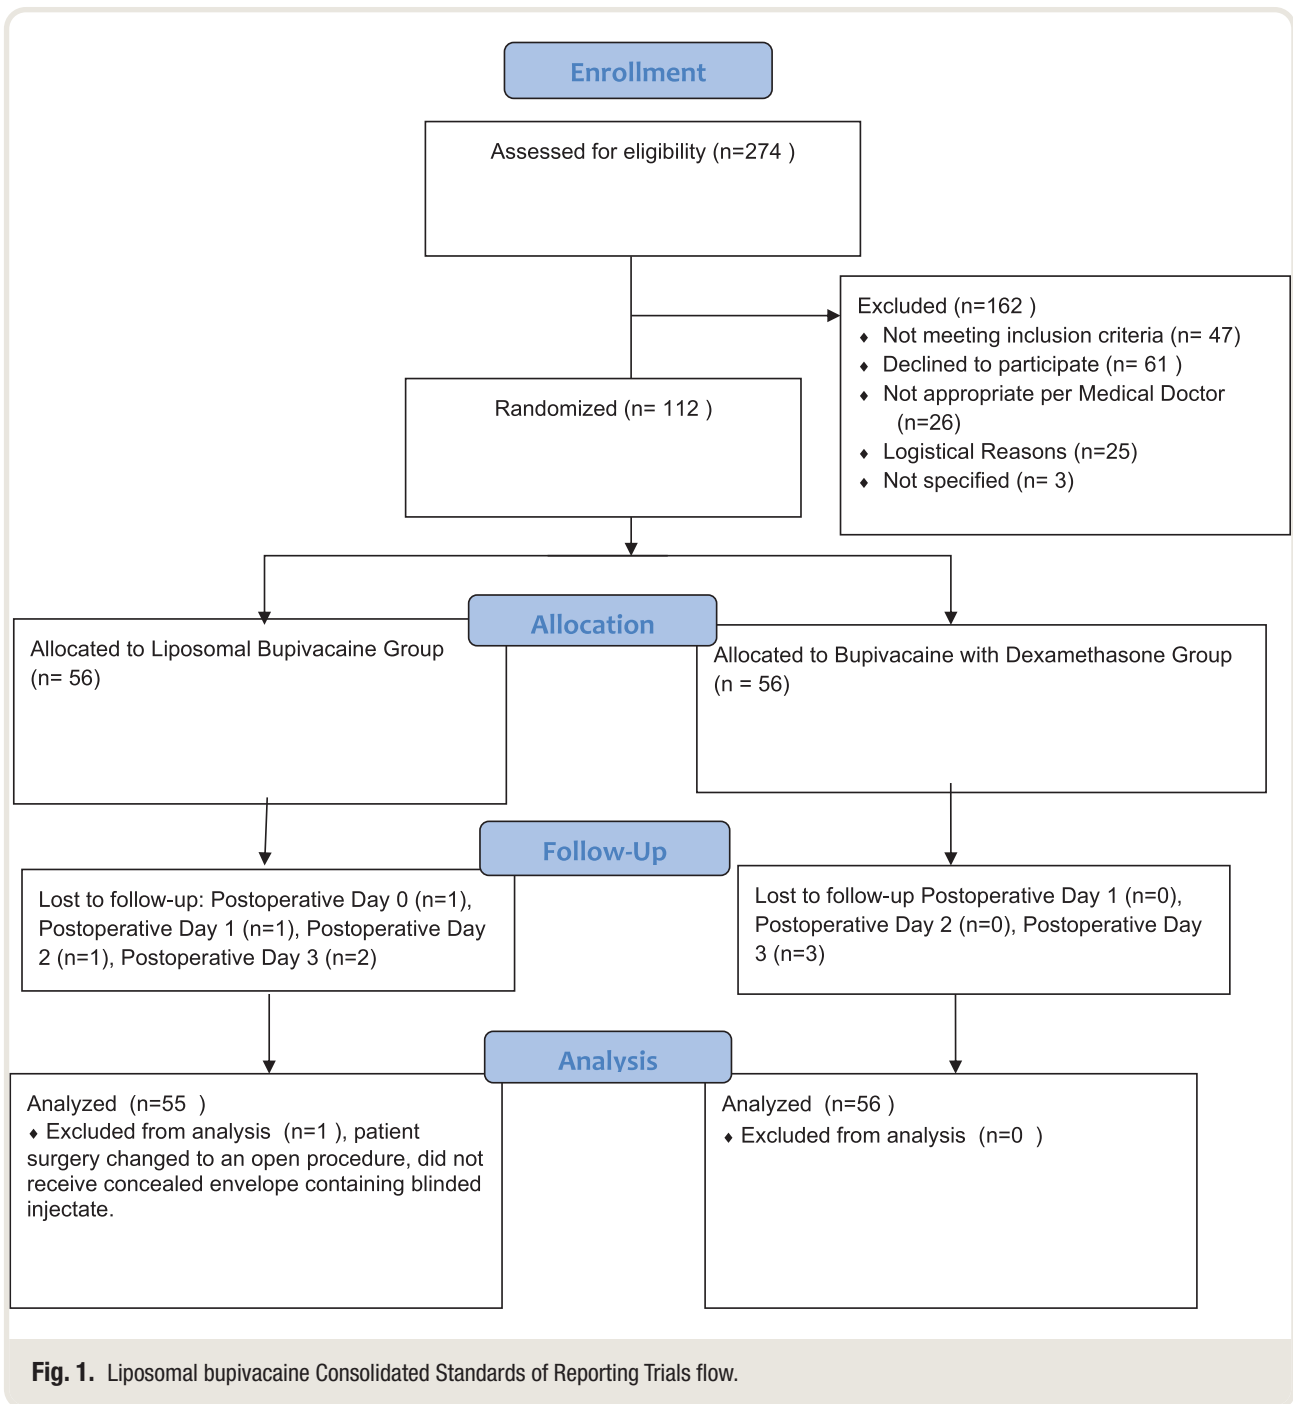 Enrollment
Assessed for eligibility (n=274 )
Excluded (n=162 )
⬧ Not meeting inclusion criteria (n= 47)
⬧ Declined to participate (n= 61 )
⬧ Not appropriate per Medical Doctor
(n=26)
⬧ Logistical Reasons (n=25)
⬧ Not specified (n= 3)
Randomized (n= 112 )
Allocation
Allocated to Liposomal Bupivacaine Group
(n= 56)
Allocated to Bupivacaine with Dexamethasone Group
(n = 56)
Follow-Up
Lost to follow-up: Postoperative Day 0 (n=1),
Postoperative Day 1 (n=1), Postoperative Day
2 (n=1), Postoperative Day 3 (n=2)
Lost to follow-up Postoperative Day 1 (n=0),
Postoperative Day 2 (n=0), Postoperative Day
3 (n=3)
Analysis
Analyzed (n=55 )
⬧ Excluded from analysis (n=1 ), patient
surgery changed to an open procedure, did not
receive concealed envelope containing blinded
injectate.
Analyzed (n=56 )
⬧ Excluded from analysis (n=0 )
Fig. 1. Liposomal bupivacaine Consolidated Standards of Reporting Trials flow.